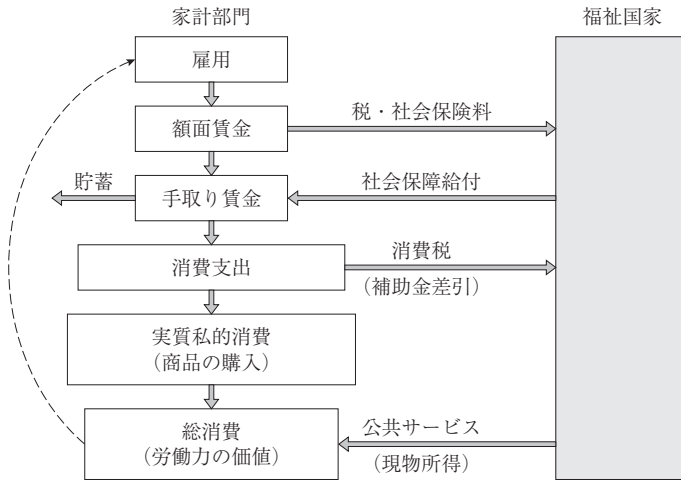 家計部門
福祉国家
雇用
税・社会保険料
額面賃金
貯蓄
社会保障給付
手取り賃金
消費税
消費支出
(補助金差引)
実質私的消費
(商品の購入)
公共サービス
総消費
(労働力の価値)
(現物所得)